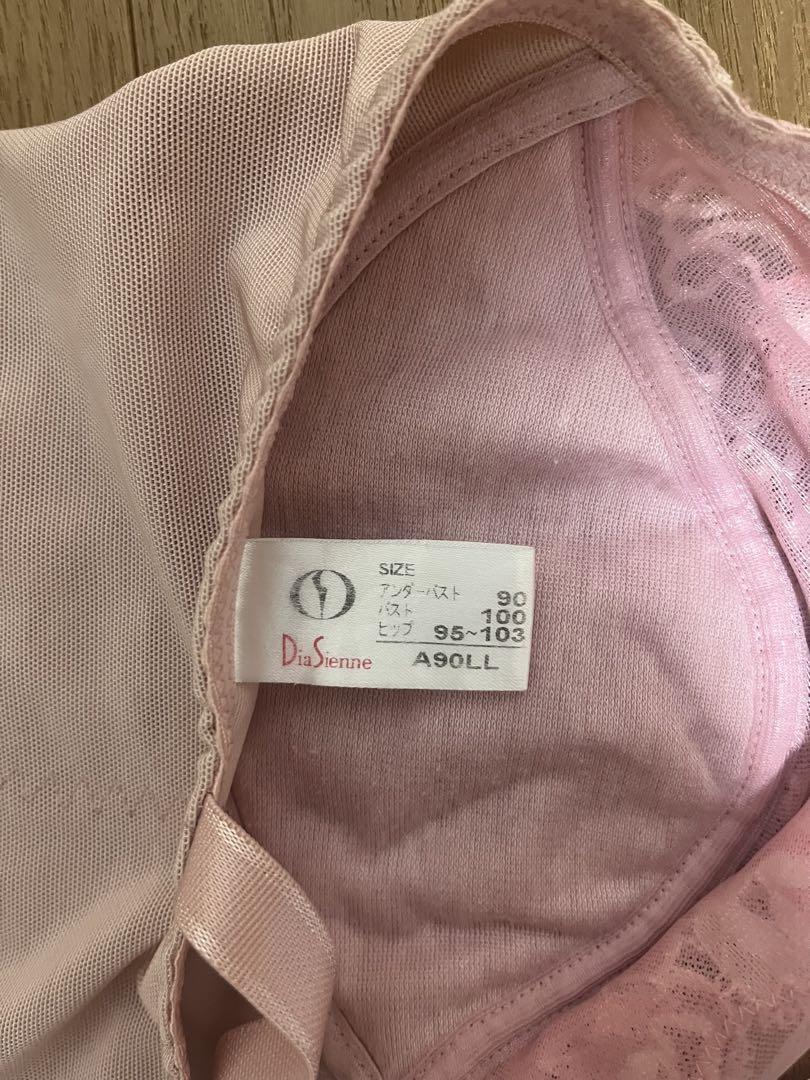 SIZE
アンダーバスト 90
バスト 100
ヒップ 95~103
A90LL
DiaSienne